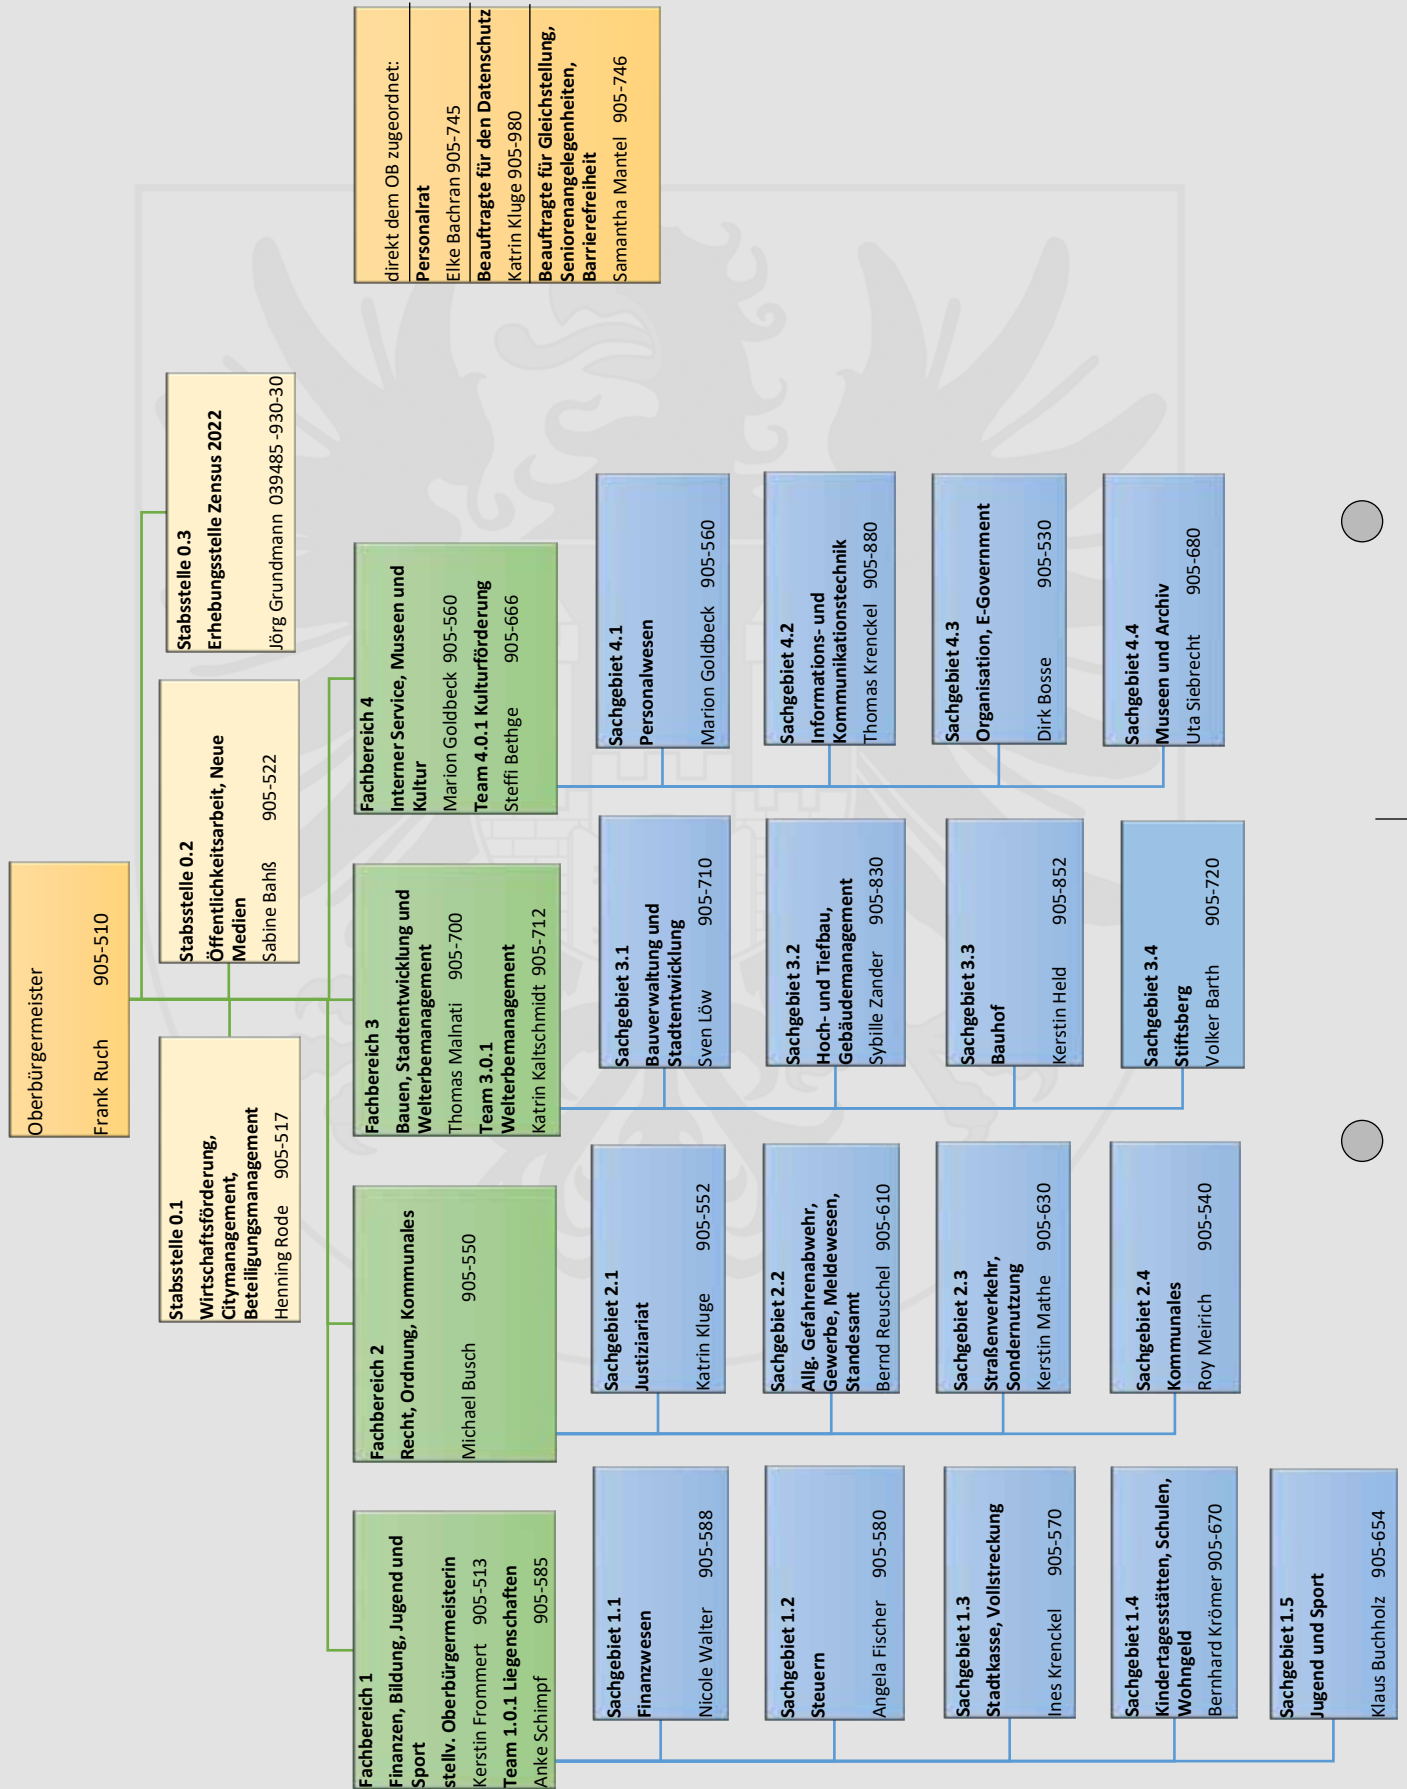 Oberbürgermeister
Frank Ruch 905-510
Stabsstelle 0.1
Wirtschaftsförderung,
Citymanagement,
Beteiligungsmanagement
Henning Rode 905-517
Stabsstelle 0.2
Öffentlichkeitsarbeit, Neue
Medien
Sabine Bahß 905-522
Stabsstelle 0.3
Erhebungsstelle Zensus 2022
Jörg Grundmann 039485 -930-30
direkt dem OB zugeordnet:
Personalrat
Elke Bachran 905-745
Beauftragte für den Datenschutz
Katrin Kluge 905-980
Beauftragte für Gleichstellung,
Seniorenangelegenheiten,
Barrierefreiheit
Samantha Mantel 905-746
Fachbereich 1
Finanzen, Bildung, Jugend und
Sport
stellv. Oberbürgermeisterin
Kerstin Frommert 905-513
Team 1.0.1 Liegenschaften
Anke Schimpf 905-585
Sachgebiet 1.1
Finanzwesen
Nicole Walter 905-588
Sachgebiet 1.2
Steuern
Angela Fischer 905-580
Sachgebiet 1.3
Stadtkasse, Vollstreckung
Ines Krenckel 905-570
Sachgebiet 1.4
Kindertagesstätten, Schulen,
Wohngeld
Bernhard Krömer 905-670
Sachgebiet 1.5
Jugend und Sport
Klaus Buchholz 905-654
Fachbereich 2
Recht, Ordnung, Kommunales
Michael Busch 905-550
Sachgebiet 2.1
Justiziariat
Katrin Kluge 905-552
Sachgebiet 2.2
Allg. Gefahrenabwehr,
Gewerbe, Meldewesen,
Standesamt
Bernd Reuschel 905-610
Sachgebiet 2.3
Straßenverkehr,
Sondernutzung
Kerstin Mathe 905-630
Sachgebiet 2.4
Kommunales
Roy Meirich 905-540
Fachbereich 3
Bauen, Stadtentwicklung und
Welterbemanagement
Thomas Malnati 905-700
Team 3.0.1
Welterbemanagement
Katrin Kaltschmidt 905-712
Sachgebiet 3.1
Bauverwaltung und
Stadtentwicklung
Sven Löw 905-710
Sachgebiet 3.2
Hoch- und Tiefbau,
Gebäudemanagement
Sybille Zander 905-830
Sachgebiet 3.3
Bauhof
Kerstin Held 905-852
Sachgebiet 3.4
Stiftsberg
Volker Barth 905-720
Fachbereich 4
Interner Service, Museen und
Kultur
Marion Goldbeck 905-560
Team 4.0.1 Kulturförderung
Steffi Bethge 905-666
Sachgebiet 4.1
Personalwesen
Marion Goldbeck 905-560
Sachgebiet 4.2
Informations- und
Kommunikationstechnik
Thomas Krenckel 905-880
Sachgebiet 4.3
Organisation, E-Government
Dirk Bosse 905-530
Sachgebiet 4.4
Museen und Archiv
Uta Siebrecht 905-680